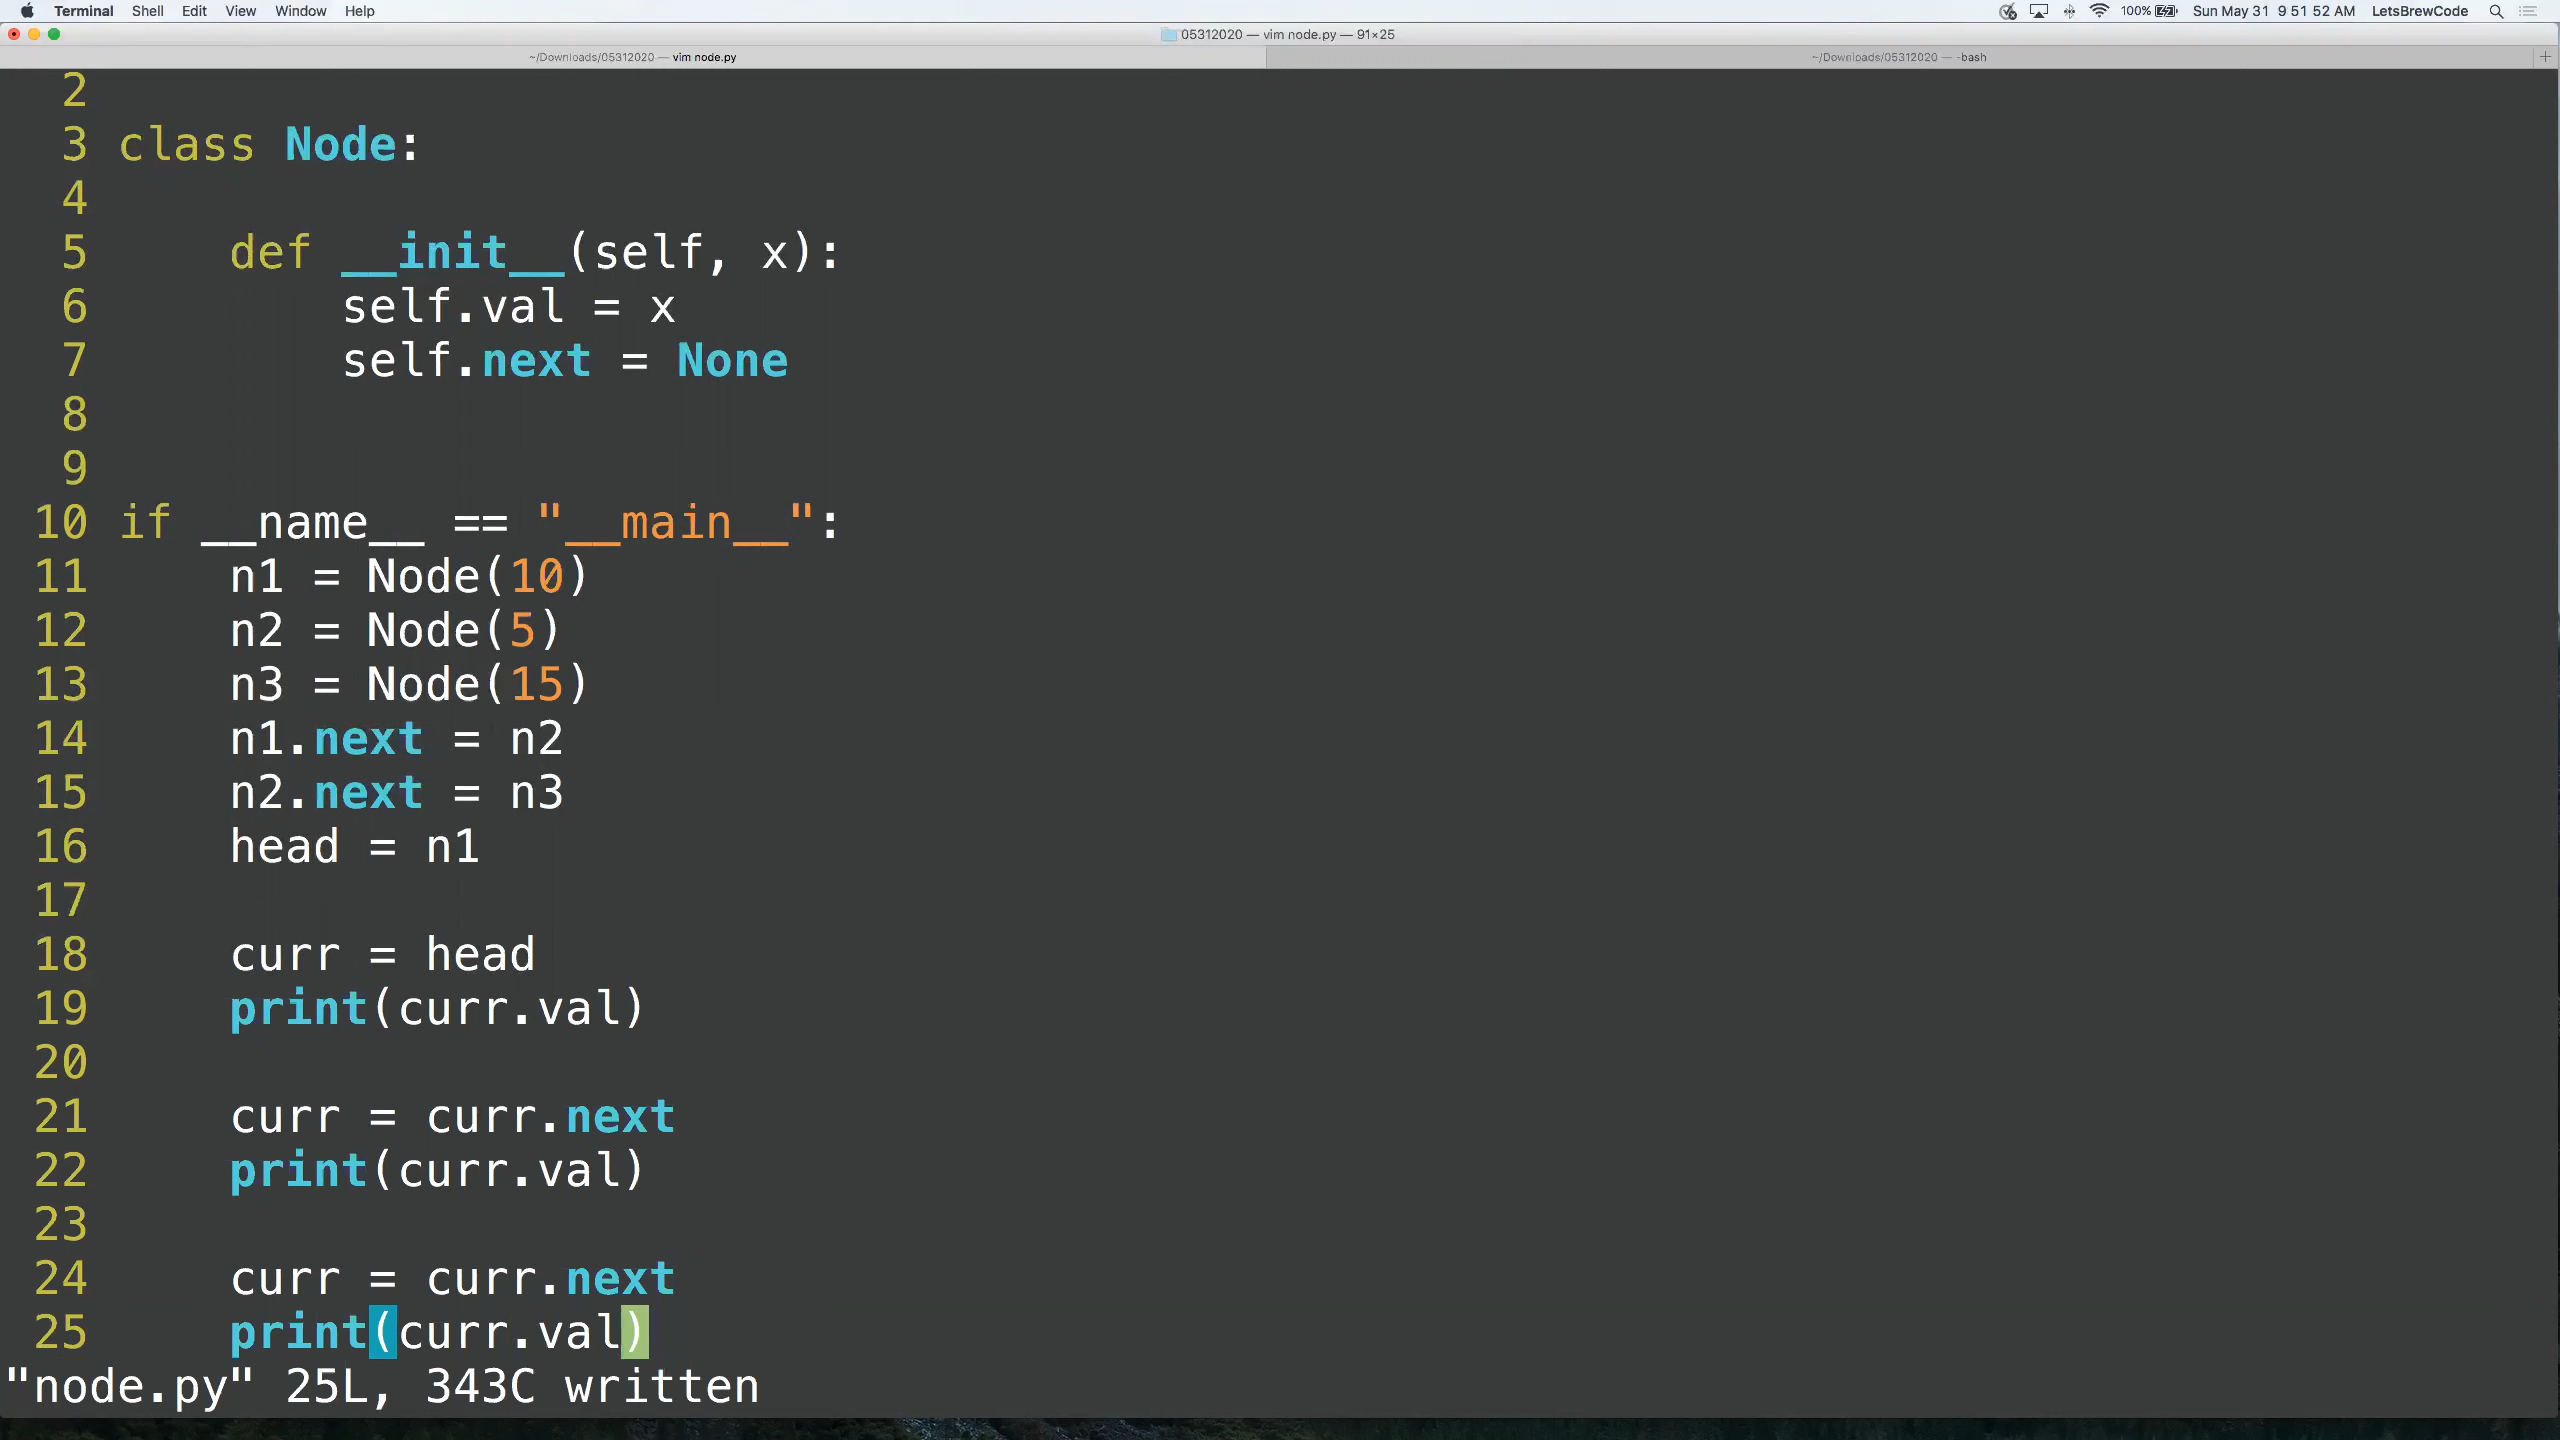 Terminal Shell Edit View Window Help 100% Sun May 31 9 51 52 AM LetsBrewCode
05312020 — vim node.py — 91×25
~/Downloads/05312020 — vim node.py ~/Downloads/05312020 — -bash +
2
3 class Node:
4
5     def __init__(self, x):
6         self.val = x
7         self.next = None
8
9
10 if __name__ == "__main__":
11     n1 = Node(10)
12     n2 = Node(5)
13     n3 = Node(15)
14     n1.next = n2
15     n2.next = n3
16     head = n1
17
18     curr = head
19     print(curr.val)
20
21     curr = curr.next
22     print(curr.val)
23
24     curr = curr.next
25     print(curr.val)
"node.py" 25L, 343C written